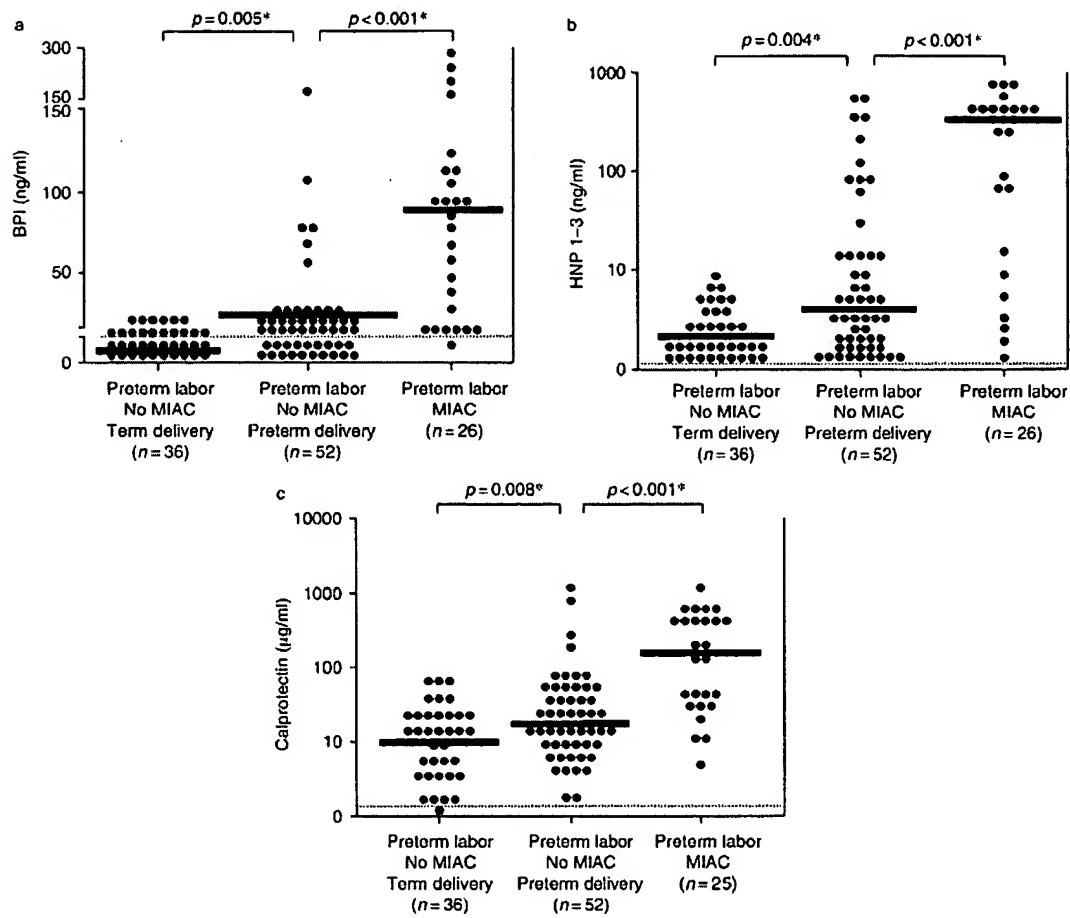 a
p=0.005* p<0.001*
300
150
150
100
50
0
BPI (ng/ml)
Preterm labor Preterm labor Preterm labor
No MIAC No MIAC MIAC
Term delivery Preterm delivery (n=26)
(n=36) (n=52)
b
p=0.004* p<0.001*
1000
100
10
0
HNP 1–3 (ng/ml)
Preterm labor Preterm labor Preterm labor
No MIAC No MIAC MIAC
Term delivery Preterm delivery (n=26)
(n=36) (n=52)
c
p=0.008* p<0.001*
10000
1000
100
10
0
Calprotectin (µg/ml)
Preterm labor Preterm labor Preterm labor
No MIAC No MIAC MIAC
Term delivery Preterm delivery (n=25)
(n=36) (n=52)